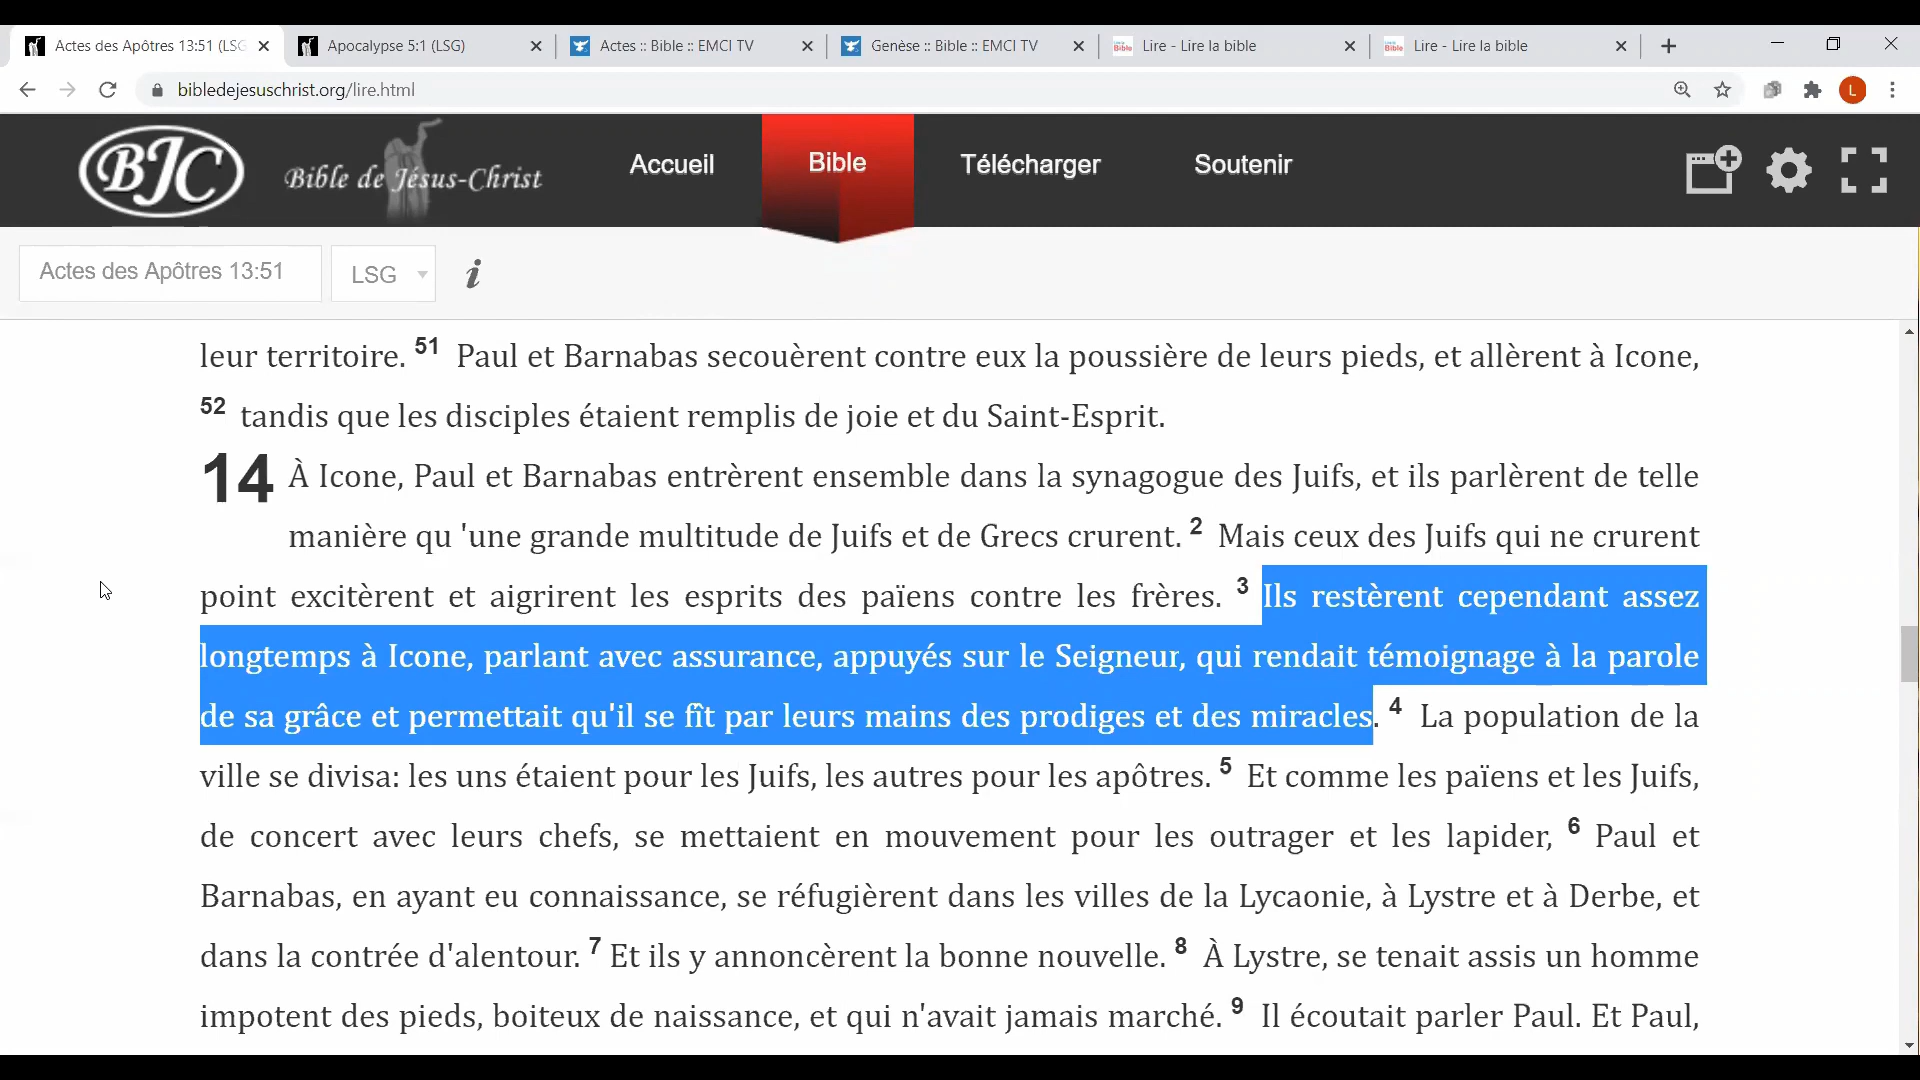 Actes des Apôtres 13:51 (LSG
Apocalypse 5:1 (LSG)
Actes :: Bible :: EMCI TV
Genèse :: Bible :: EMCI TV
Lire - Lire la bible
Lire - Lire la bible
bibledejesuschrist.org/lire.html
L
BJC
Bible de Jésus-Christ
Accueil
Bible
Télécharger
Soutenir
Actes des Apôtres 13:51
LSG
i
leur territoire. 51 Paul et Barnabas secouèrent contre eux la poussière de leurs pieds, et allèrent à Icone,
52 tandis que les disciples étaient remplis de joie et du Saint-Esprit.
14 À Icone, Paul et Barnabas entrèrent ensemble dans la synagogue des Juifs, et ils parlèrent de telle
manière qu 'une grande multitude de Juifs et de Grecs crurent. 2 Mais ceux des Juifs qui ne crurent
point excitèrent et aigrirent les esprits des païens contre les frères. 3 Ils restèrent cependant assez
longtemps à Icone, parlant avec assurance, appuyés sur le Seigneur, qui rendait témoignage à la parole
de sa grâce et permettait qu'il se fît par leurs mains des prodiges et des miracles. 4 La population de la
ville se divisa: les uns étaient pour les Juifs, les autres pour les apôtres. 5 Et comme les païens et les Juifs,
de concert avec leurs chefs, se mettaient en mouvement pour les outrager et les lapider, 6 Paul et
Barnabas, en ayant eu connaissance, se réfugièrent dans les villes de la Lycaonie, à Lystre et à Derbe, et
dans la contrée d'alentour. 7 Et ils y annoncèrent la bonne nouvelle. 8 À Lystre, se tenait assis un homme
impotent des pieds, boiteux de naissance, et qui n'avait jamais marché. 9 Il écoutait parler Paul. Et Paul,